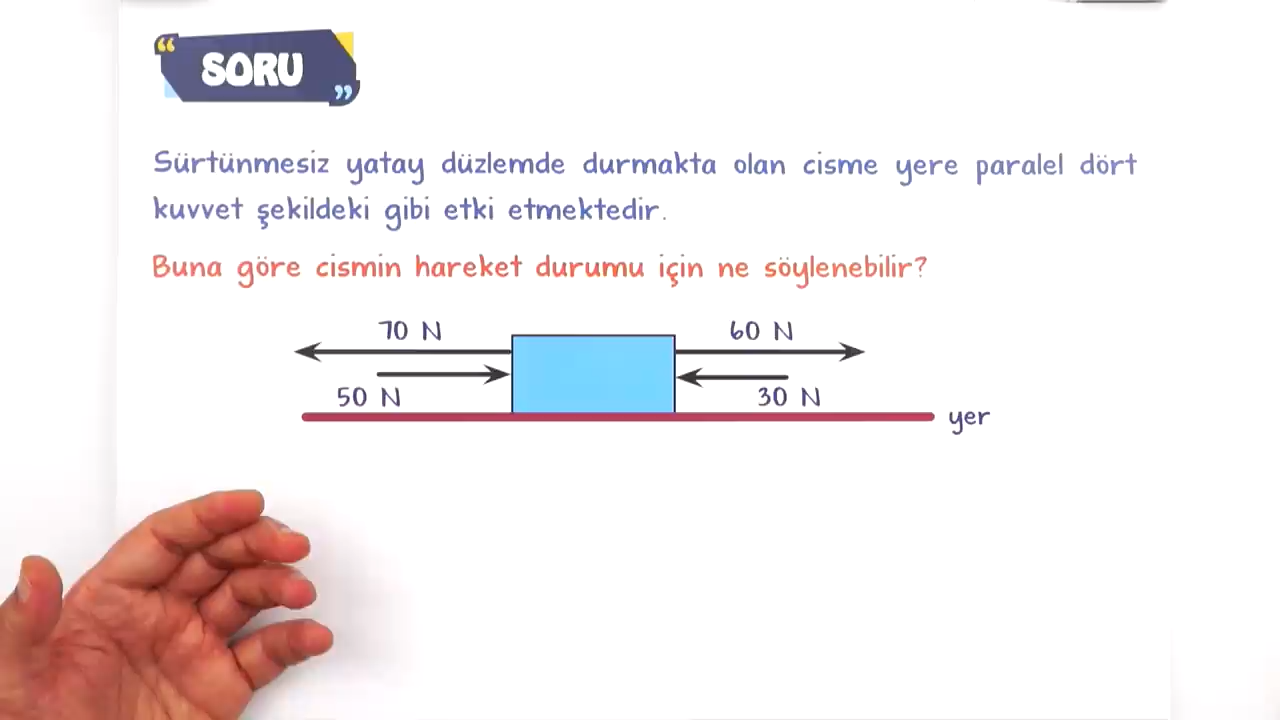 SORU
Sürtünmesiz yatay düzlemde durmakta olan cisme yere paralel dört
kuvvet şekildeki gibi etki etmektedir.
Buna göre cismin hareket durumu için ne söylenebilir?
70 N
60 N
50 N
30 N
yer